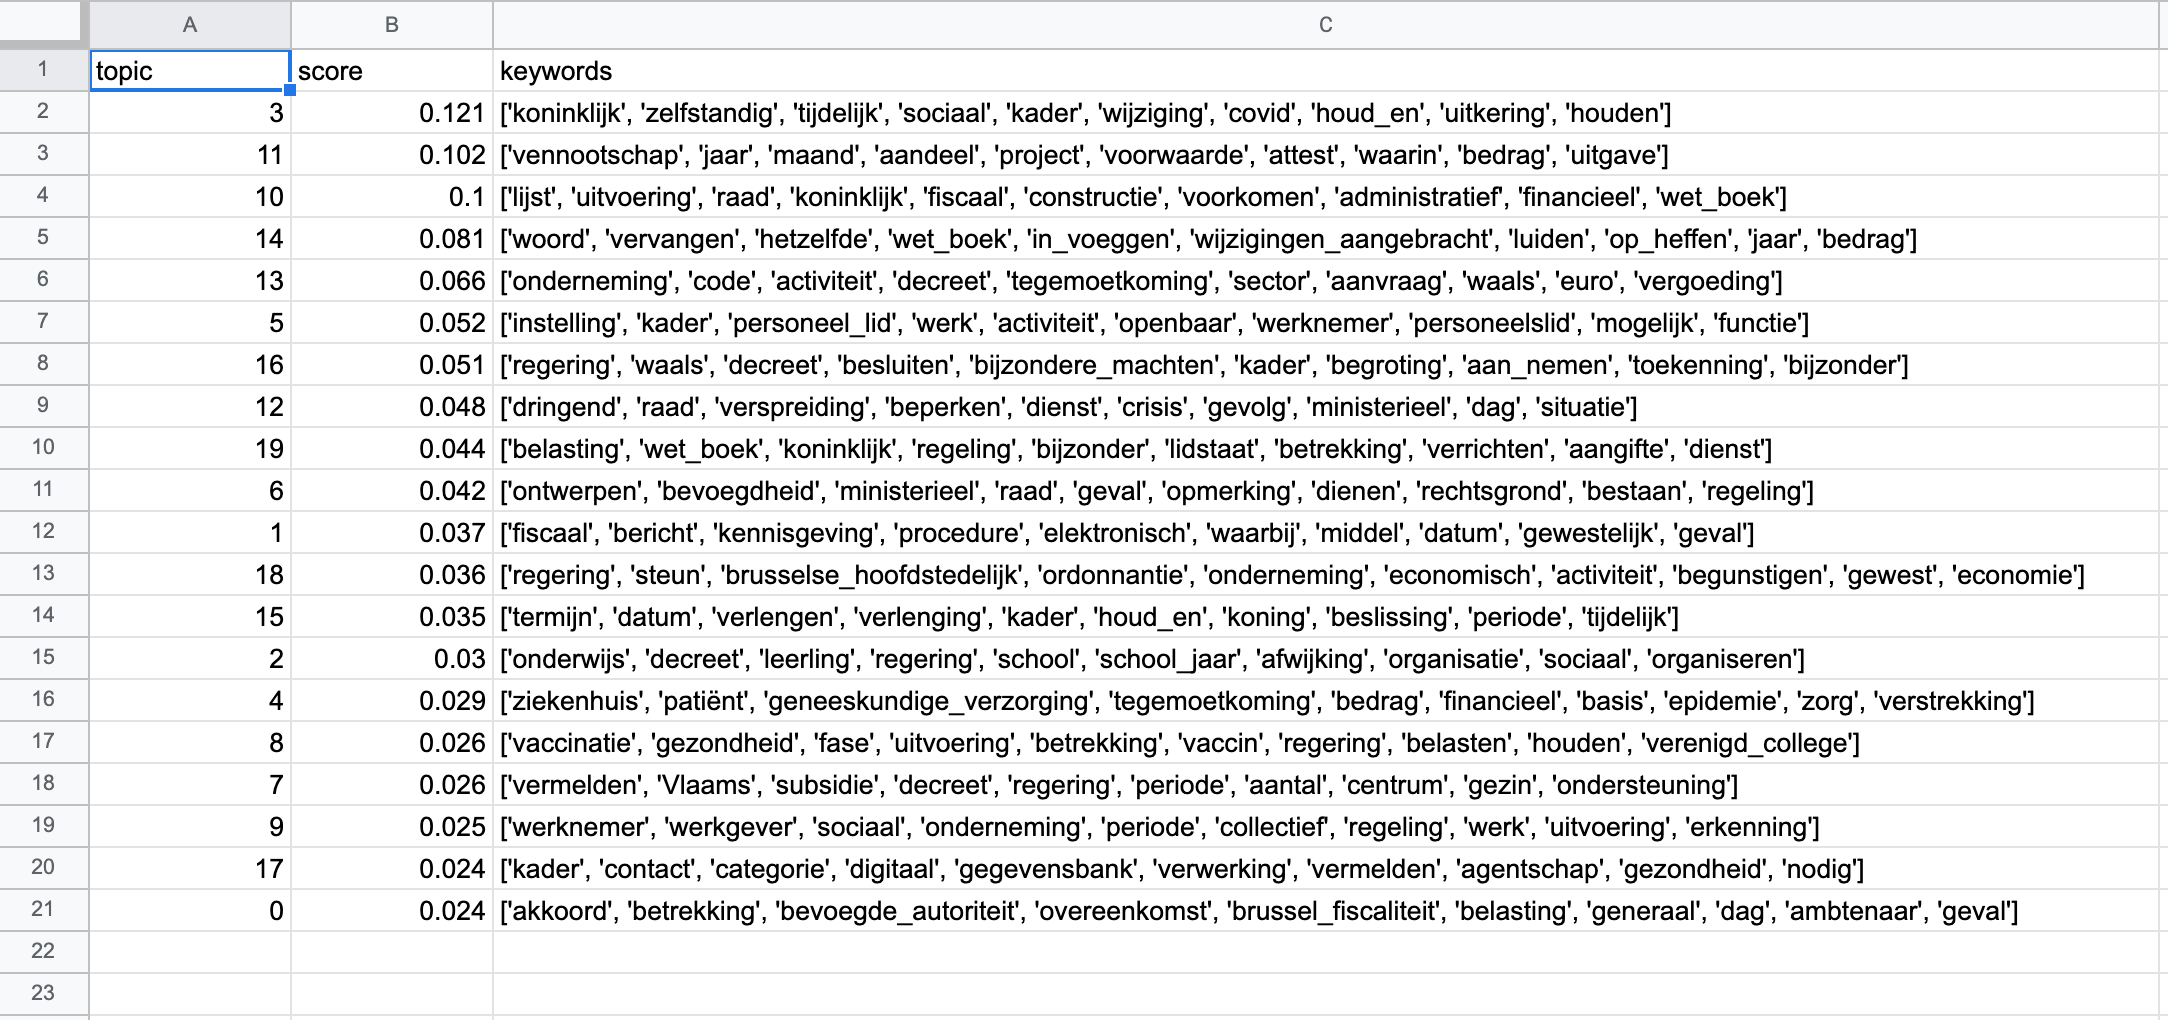 A B C
1 topic score keywords
2 3 0.121 ['koninklijk', 'zelfstandig', 'tijdelijk', 'sociaal', 'kader', 'wijziging', 'covid', 'houd_en', 'uitkering', 'houden']
3 11 0.102 ['vennootschap', 'jaar', 'maand', 'aandeel', 'project', 'voorwaarde', 'attest', 'waarin', 'bedrag', 'uitgave']
4 10 0.1 ['lijst', 'uitvoering', 'raad', 'koninklijk', 'fiscaal', 'constructie', 'voorkomen', 'administratief', 'financieel', 'wet_boek']
5 14 0.081 ['woord', 'vervangen', 'hetzelfde', 'wet_boek', 'in_voeggen', 'wijzigingen_aangebracht', 'luiden', 'op_heffen', 'jaar', 'bedrag']
6 13 0.066 ['onderneming', 'code', 'activiteit', 'decreet', 'tegemoetkoming', 'sector', 'aanvraag', 'waals', 'euro', 'vergoeding']
7 5 0.052 ['instelling', 'kader', 'personeel_lid', 'werk', 'activiteit', 'openbaar', 'werknemer', 'personeelslid', 'mogelijk', 'functie']
8 16 0.051 ['regering', 'waals', 'decreet', 'besluiten', 'bijzondere_machten', 'kader', 'begroting', 'aan_nemen', 'toekenning', 'bijzonder']
9 12 0.048 ['dringend', 'raad', 'verspreiding', 'beperken', 'dienst', 'crisis', 'gevolg', 'ministerieel', 'dag', 'situatie']
10 19 0.044 ['belasting', 'wet_boek', 'koninklijk', 'regeling', 'bijzonder', 'lidstaat', 'betrekking', 'verrichten', 'aangifte', 'dienst']
11 6 0.042 ['ontwerpen', 'bevoegdheid', 'ministerieel', 'raad', 'geval', 'opmerking', 'dienen', 'rechtsgrond', 'bestaan', 'regeling']
12 1 0.037 ['fiscaal', 'bericht', 'kennisgeving', 'procedure', 'elektronisch', 'waarbij', 'middel', 'datum', 'gewestelijk', 'geval']
13 18 0.036 ['regering', 'steun', 'brusselse_hoofdstedelijk', 'ordonnantie', 'onderneming', 'economisch', 'activiteit', 'begunstigen', 'gewest', 'economie']
14 15 0.035 ['termijn', 'datum', 'verlengen', 'verlenging', 'kader', 'houd_en', 'koning', 'beslissing', 'periode', 'tijdelijk']
15 2 0.03 ['onderwijs', 'decreet', 'leerling', 'regering', 'school', 'school_jaar', 'afwijking', 'organisatie', 'sociaal', 'organiseren']
16 4 0.029 ['ziekenhuis', 'patiënt', 'geneeskundige_verzorging', 'tegemoetkoming', 'bedrag', 'financieel', 'basis', 'epidemie', 'zorg', 'verstrekking']
17 8 0.026 ['vaccinatie', 'gezondheid', 'fase', 'uitvoering', 'betrekking', 'vaccin', 'regering', 'belasten', 'houden', 'verenigd_college']
18 7 0.026 ['vermelden', 'Vlaams', 'subsidie', 'decreet', 'regering', 'periode', 'aantal', 'centrum', 'gezin', 'ondersteuning']
19 9 0.025 ['werknemer', 'werkgever', 'sociaal', 'onderneming', 'periode', 'collectief', 'regeling', 'werk', 'uitvoering', 'erkenning']
20 17 0.024 ['kader', 'contact', 'categorie', 'digitaal', 'gegevensbank', 'verwerking', 'vermelden', 'agentschap', 'gezondheid', 'nodig']
21 0 0.024 ['akkoord', 'betrekking', 'bevoegde_autoriteit', 'overeenkomst', 'brussel_fiscaliteit', 'belasting', 'generaal', 'dag', 'ambtenaar', 'geval']
22
23